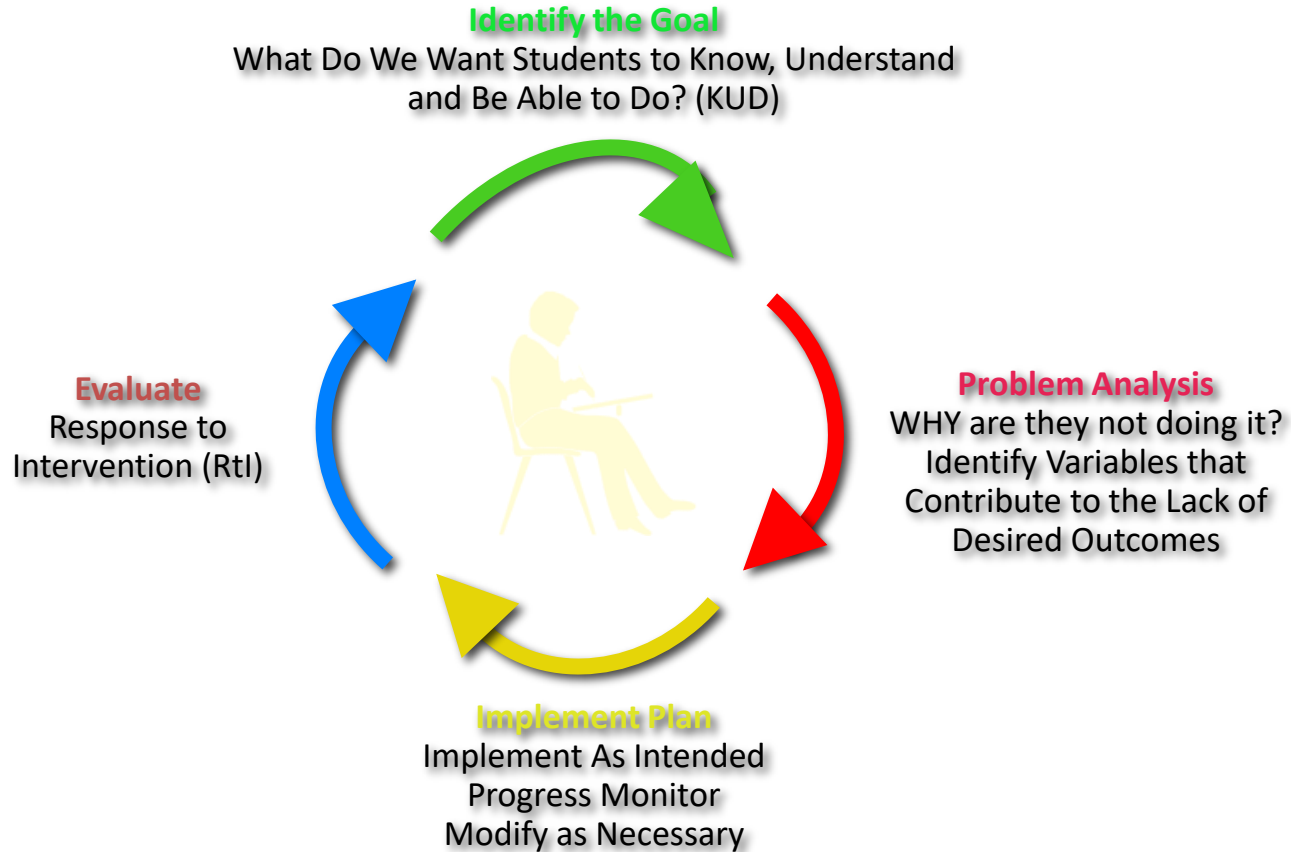 Identify the Goal
What Do We Want Students to Know, Understand
and Be Able to Do? (KUD)
Problem Analysis
WHY are they not doing it?
Identify Variables that
Contribute to the Lack of
Desired Outcomes
Implement Plan
Implement As Intended
Progress Monitor
Modify as Necessary
Evaluate
Response to
Intervention (RtI)